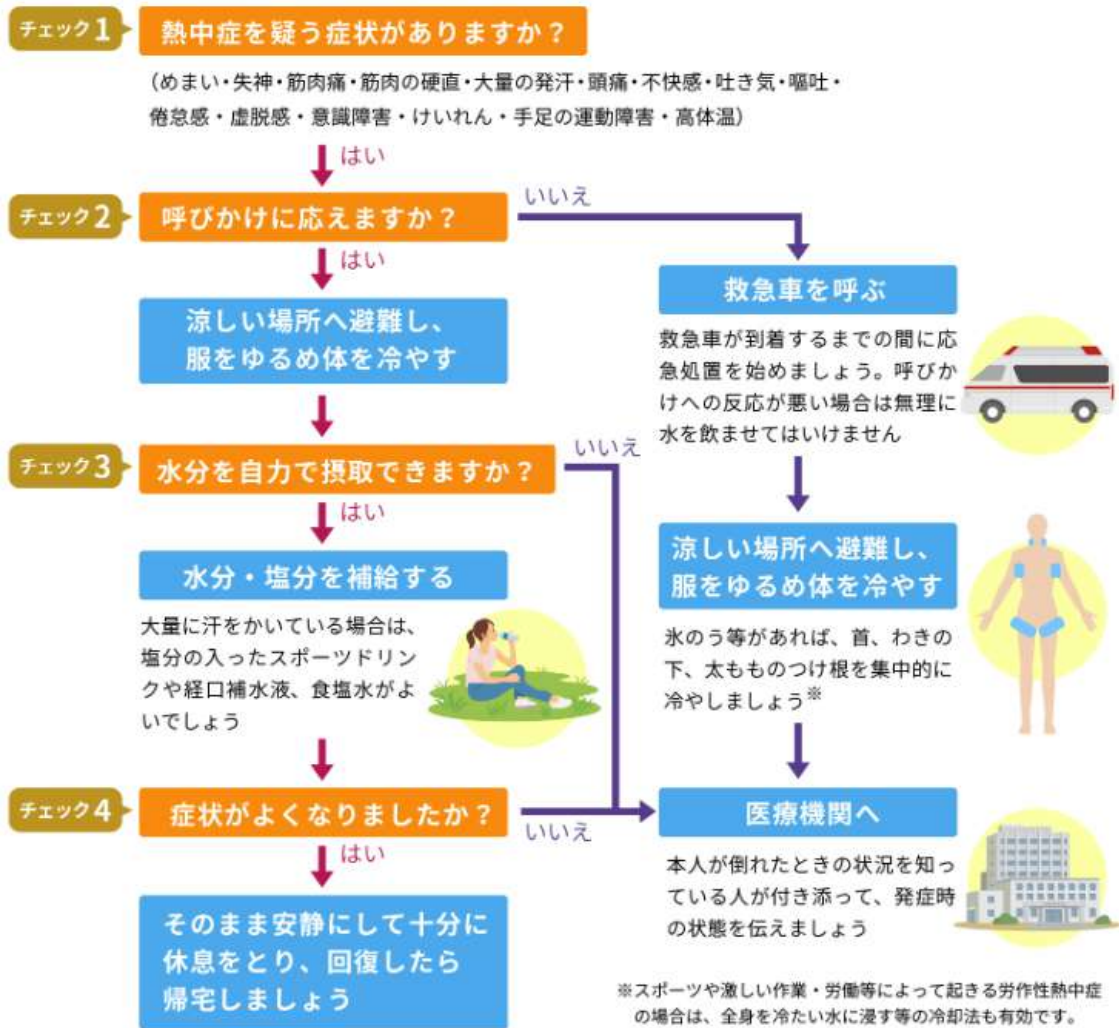 チェック1
熱中症を疑う症状がありますか？
（めまい・失神・筋肉痛・筋肉の硬直・大量の発汗・頭痛・不快感・吐き気・嘔吐・
倦怠感・虚脱感・意識障害・けいれん・手足の運動障害・高体温）
はい
チェック2
呼びかけに応えますか？
いいえ
はい
涼しい場所へ避難し、
服をゆるめ体を冷やす
救急車を呼ぶ
救急車が到着するまでの間に応
急処置を始めましょう。呼びか
けへの反応が悪い場合は無理に
水を飲ませてはいけません
チェック3
水分を自力で摂取できますか？
いいえ
はい
水分・塩分を補給する
大量に汗をかいている場合は、
塩分の入ったスポーツドリン
クや経口補水液、食塩水がよ
いでしょう
涼しい場所へ避難し、
服をゆるめ体を冷やす
氷のう等があれば、首、わきの
下、太もものつけ根を集中的に
冷やしましょう※
チェック4
症状がよくなりましたか？
いいえ
はい
そのまま安静にして十分に
休息をとり、回復したら
帰宅しましょう
医療機関へ
本人が倒れたときの状況を知っ
ている人が付き添って、発症時
の状態を伝えましょう
※スポーツや激しい作業・労働等によって起きる労作性熱中症
の場合は、全身を冷たい水に浸す等の冷却法も有効です。